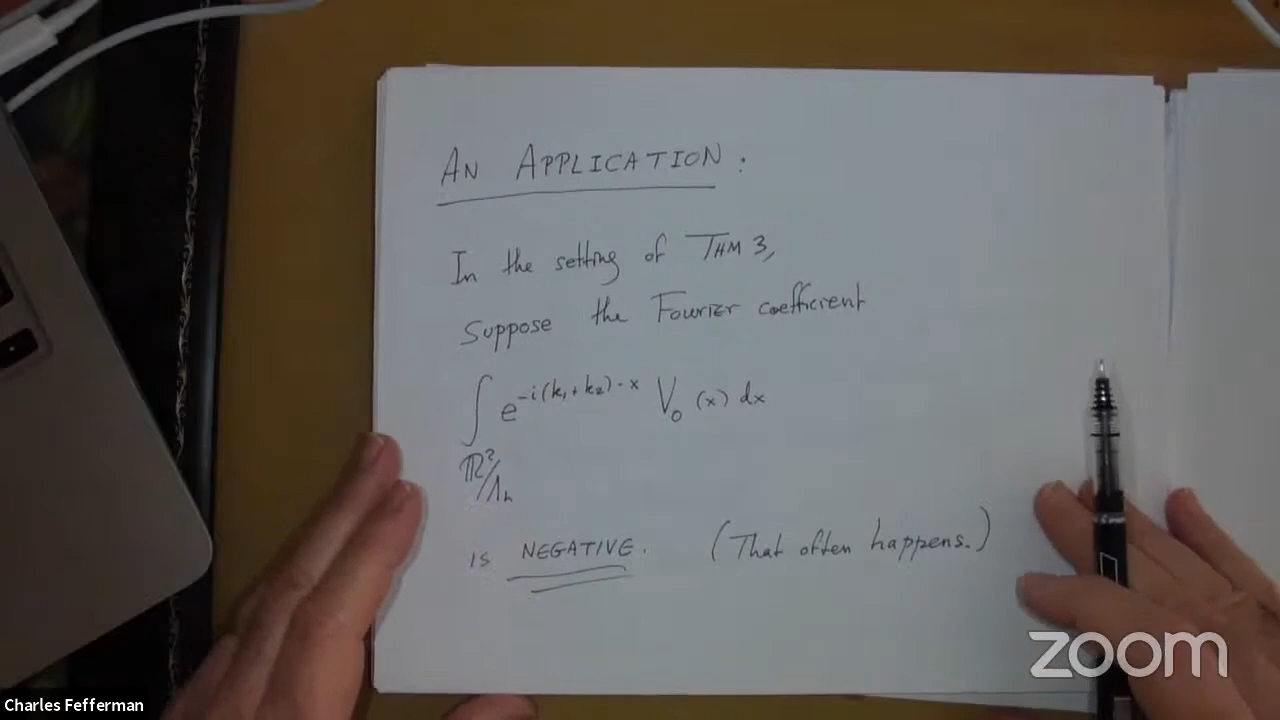 AN APPLICATION:
In the setting of THM 3,
Suppose the Fourier coefficient
∫ e^{-i(k₁+k₂)·x} V₀(x) dx
ℝ²/Λₕ
is NEGATIVE. (That often happens.)
zoom
Charles Fefferman